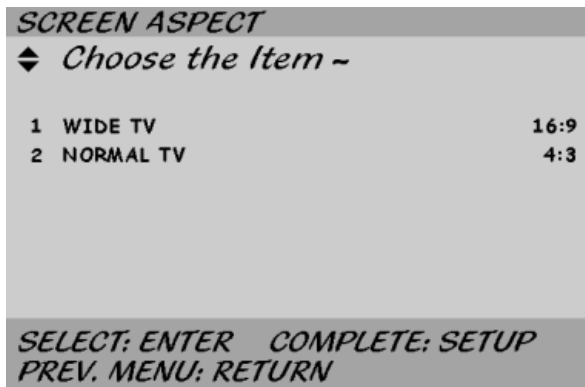 SCREEN ASPECT
Choose the Item ~
1 WIDE TV 16:9
2 NORMAL TV 4:3
SELECT: ENTER COMPLETE: SETUP
PREV. MENU: RETURN